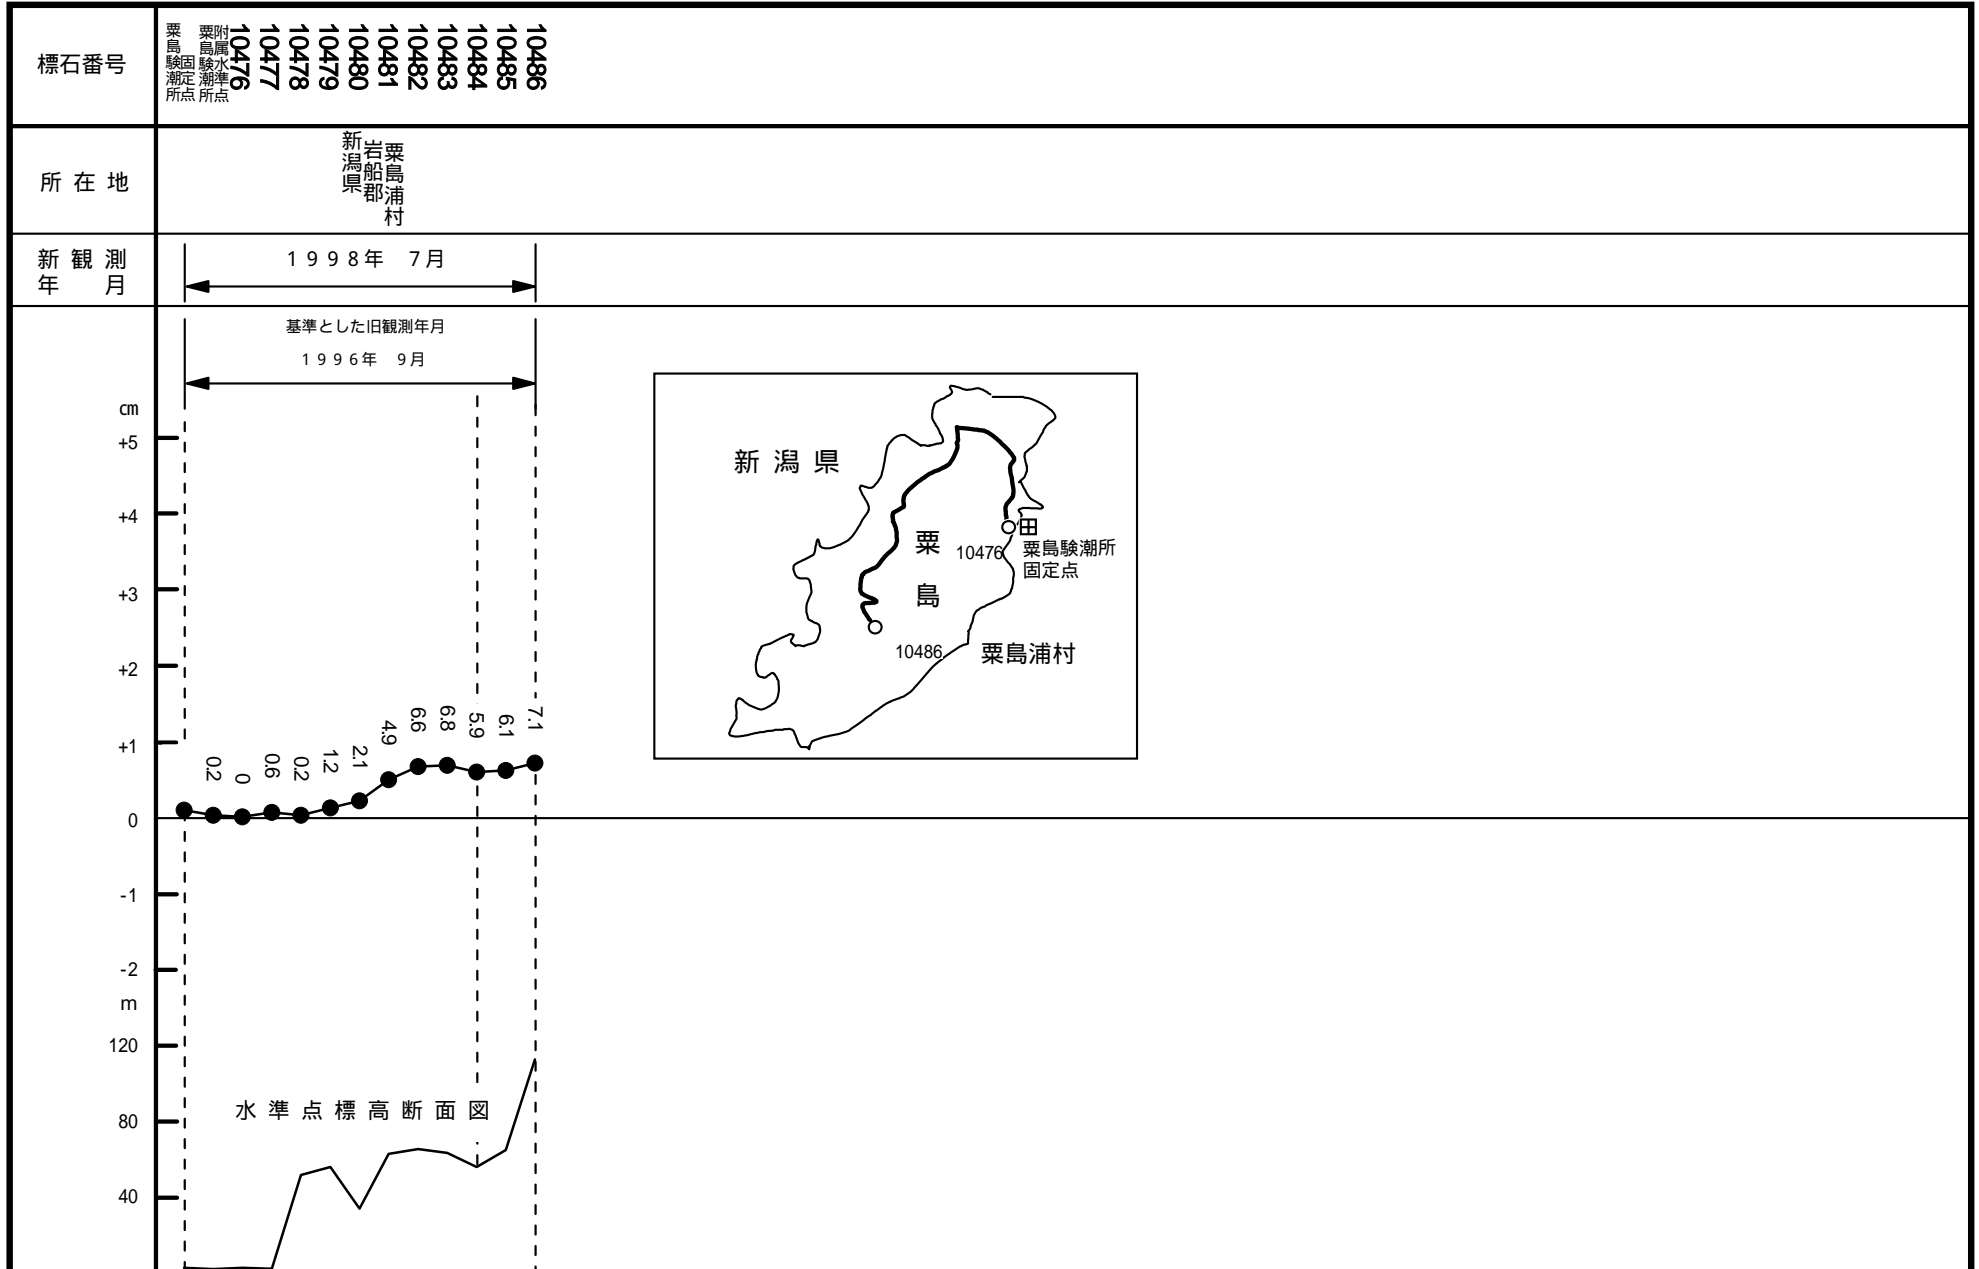 標石番号
粟島験潮所
固定点
粟島験潮所
附属水準点
10476
10477
10478
10479
10480
10481
10482
10483
10484
10485
10486
所在地
新潟県
岩船郡
粟島浦村
新観測
年月
1998年 7月
基準とした旧観測年月
1996年 9月
cm
+5
+4
+3
+2
+1
0
-1
-2
0.2
0
0.6
0.2
1.2
2.1
4.9
6.6
6.8
5.9
6.1
7.1
新潟県
粟島
10476
粟島験潮所
固定点
10486
粟島浦村
m
120
80
40
水準点標高断面図